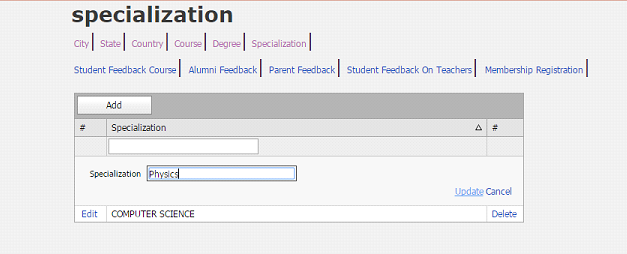 specialization
City State Country Course Degree Specialization
Student Feedback Course Alumni Feedback Parent Feedback Student Feedback On Teachers Membership Registration
Add
# Specialization #
Specialization Physics
Update Cancel
Edit COMPUTER SCIENCE Delete